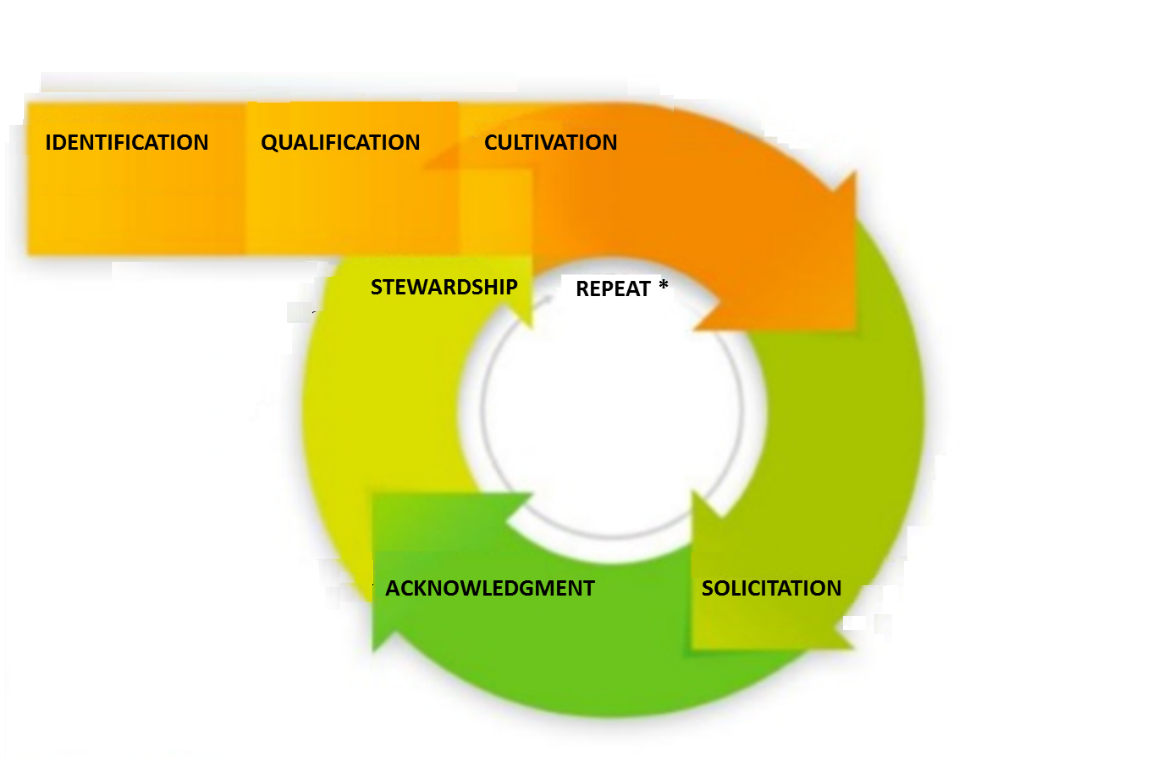 IDENTIFICATION
QUALIFICATION
CULTIVATION
STEWARDSHIP
REPEAT *
ACKNOWLEDGMENT
SOLICITATION